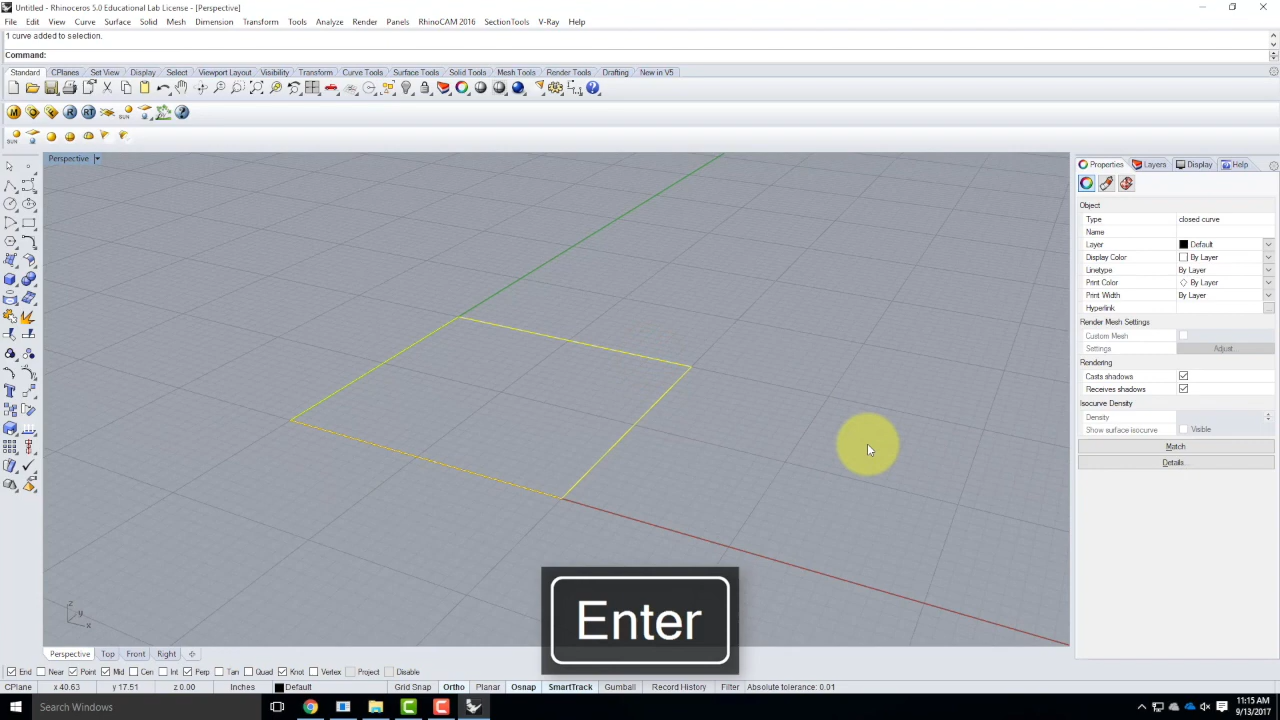 Untitled - Rhinoceros 5.0 Educational Lab License - [Perspective]
File Edit View Curve Surface Solid Mesh Dimension Transform Tools Analyze Render Panels RhinoCAM 2016 SectionTools V-Ray Help
1 curve added to selection.
Command:
Standard CPlanes Set View Display Select Viewport Layout Visibility Transform Curve Tools Surface Tools Solid Tools Mesh Tools Render Tools Drafting New in V5
M R RT
SUN
SUN
Perspective
Properties Layers Display Help
Object
Type closed curve
Name
Layer Default
Display Color By Layer
Linetype By Layer
Print Color By Layer
Print Width By Layer
Hyperlink ...
Render Mesh Settings
Custom Mesh
Settings Adjust...
Rendering
Casts shadows
Receives shadows
Isocurve Density
Density
Show surface isocurve Visible
Match
Details...
z
y
x
Enter
Perspective Top Front Right
End Near Point Mid Cen Int Perp Tan Quad Knot Vertex Project Disable
CPlane x 40.63 y 17.51 z 0.00 Inches Default Grid Snap Ortho Planar Osnap SmartTrack Gumball Record History Filter Absolute tolerance: 0.01
Search Windows
11:15 AM
9/13/2017